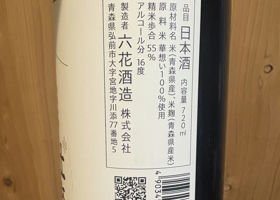 品目 日本酒 内容量 720ml
原材料名 米(青森県産)、米麹(青森県産米)
原料米 華想い100%使用
精米歩合 55%
アルコール分 16度
製造者 六花酒造 株式会社
青森県弘前市大字宮地字川添77番地5